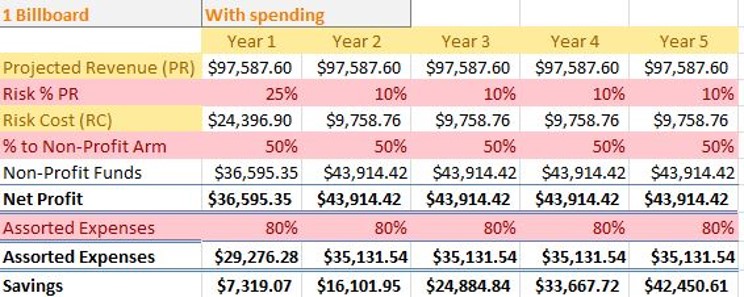 1 Billboard With spending
Year 1 Year 2 Year 3 Year 4 Year 5
Projected Revenue (PR) $97,587.60 $97,587.60 $97,587.60 $97,587.60 $97,587.60
Risk % PR 25% 10% 10% 10% 10%
Risk Cost (RC) $24,396.90 $9,758.76 $9,758.76 $9,758.76 $9,758.76
% to Non-Profit Arm 50% 50% 50% 50% 50%
Non-Profit Funds $36,595.35 $43,914.42 $43,914.42 $43,914.42 $43,914.42
Net Profit $36,595.35 $43,914.42 $43,914.42 $43,914.42 $43,914.42
Assorted Expenses 80% 80% 80% 80% 80%
Assorted Expenses $29,276.28 $35,131.54 $35,131.54 $35,131.54 $35,131.54
Savings $7,319.07 $16,101.95 $24,884.84 $33,667.72 $42,450.61